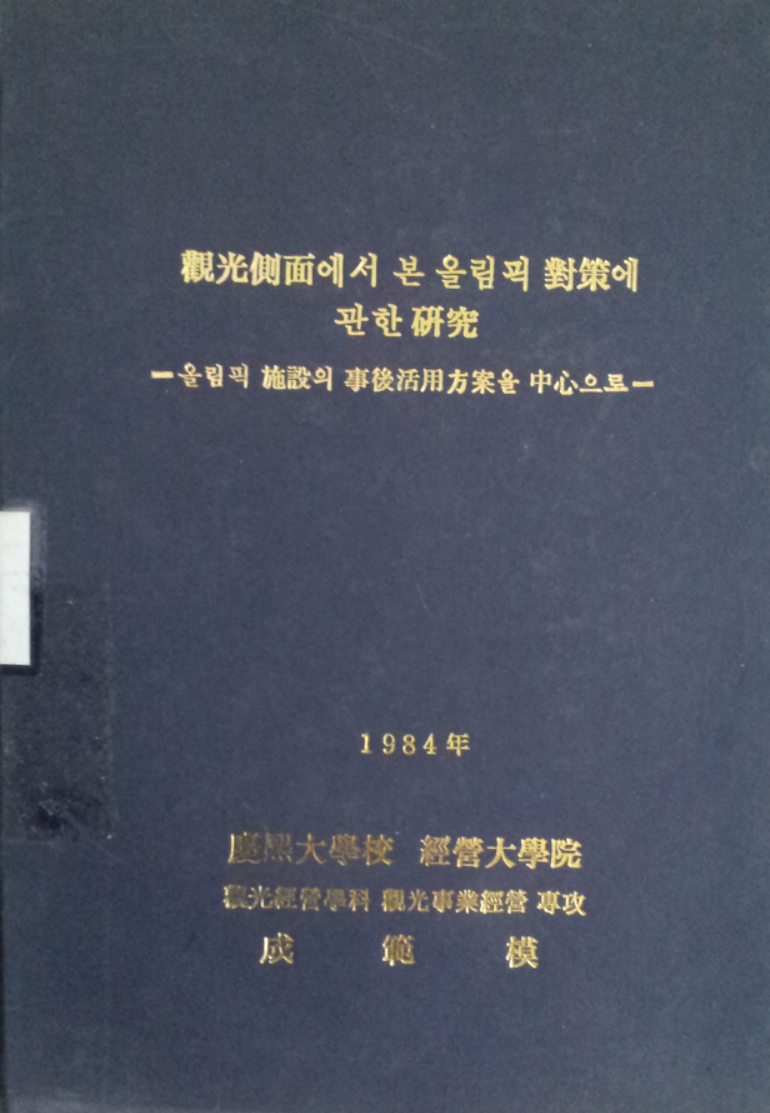 觀光側面에서 본 올림픽 對策에
관한 硏究
━올림픽 施設의 事後活用方案을 中心으로━
1984年
慶熙大學校 經營大學院
觀光經營學科 觀光事業經營 專攻
成 範 模